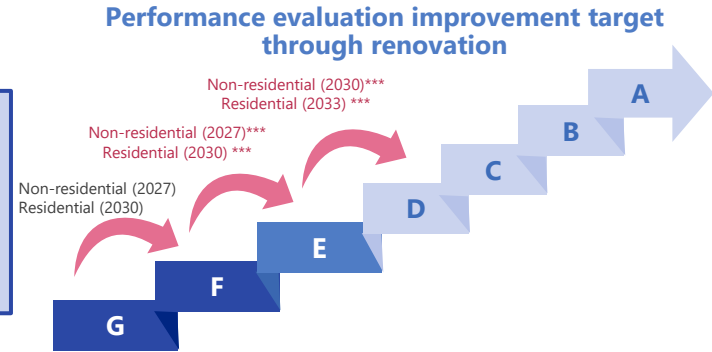 Performance evaluation improvement target
through renovation
Non-residential (2030)***
Residential (2033) ***
Non-residential (2027)***
Residential (2030) ***
Non-residential (2027)
Residential (2030)
A
B
C
D
E
F
G